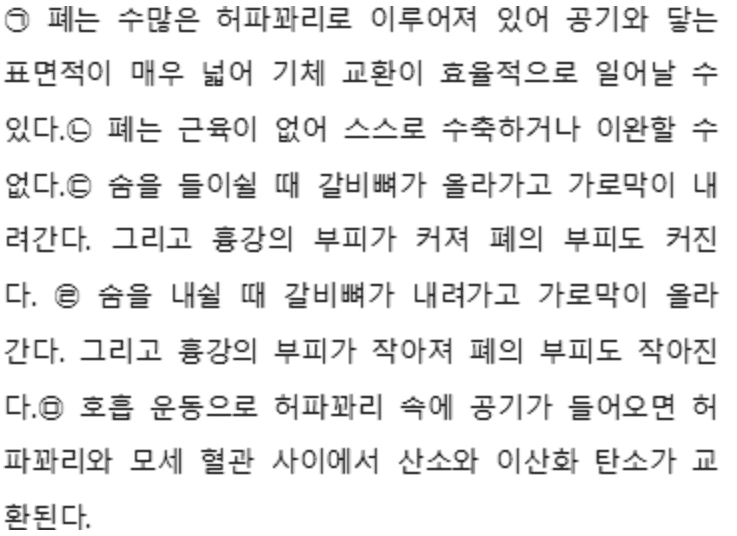 ㉠ 폐는 수많은 허파꽈리로 이루어져 있어 공기와 닿는
표면적이 매우 넓어 기체 교환이 효율적으로 일어날 수
있다.㉡ 폐는 근육이 없어 스스로 수축하거나 이완할 수
없다.㉢ 숨을 들이쉴 때 갈비뼈가 올라가고 가로막이 내
려간다. 그리고 흉강의 부피가 커져 폐의 부피도 커진
다. ㉣ 숨을 내쉴 때 갈비뼈가 내려가고 가로막이 올라
간다. 그리고 흉강의 부피가 작아져 폐의 부피도 작아진
다.㉤ 호흡 운동으로 허파꽈리 속에 공기가 들어오면 허
파꽈리와 모세 혈관 사이에서 산소와 이산화 탄소가 교
환된다.